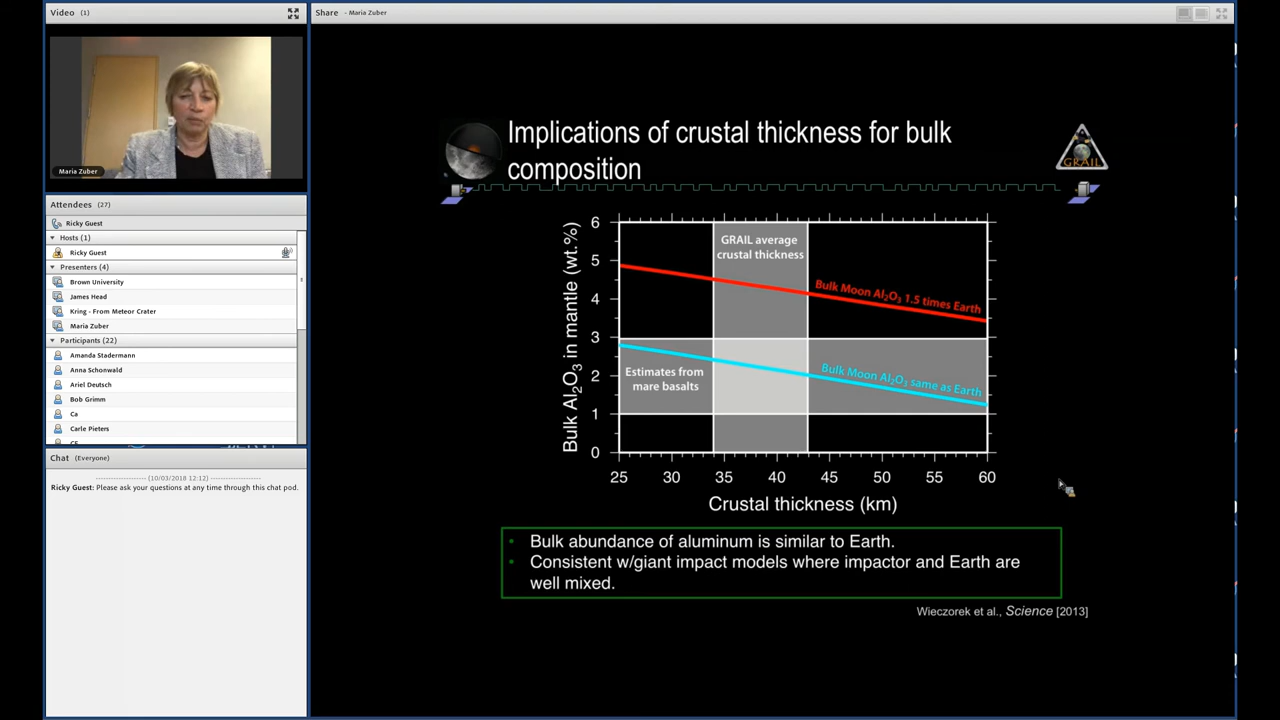 Video (1)
Maria Zuber
Attendees (27)
Ricky Guest
Hosts (1)
Ricky Guest
Presenters (4)
Brown University
James Head
Kring - From Meteor Crater
Maria Zuber
Participants (22)
Amanda Stadermann
Anna Schonwald
Ariel Deutsch
Bob Grimm
Ca
Carle Pieters
Chat (Everyone)
(10/03/2018 12:12)
Ricky Guest: Please ask your questions at any time through this chat pod.
Share - Maria Zuber
Implications of crustal thickness for bulk
composition
GRAIL
Bulk Al2O3 in mantle (wt.%)
6
5
4
3
2
1
0
GRAIL average
crustal thickness
Bulk Moon Al2O3 1.5 times Earth
Estimates from
mare basalts
Bulk Moon Al2O3 same as Earth
25 30 35 40 45 50 55 60
Crustal thickness (km)
• Bulk abundance of aluminum is similar to Earth.
• Consistent w/giant impact models where impactor and Earth are
well mixed.
Wieczorek et al., Science [2013]